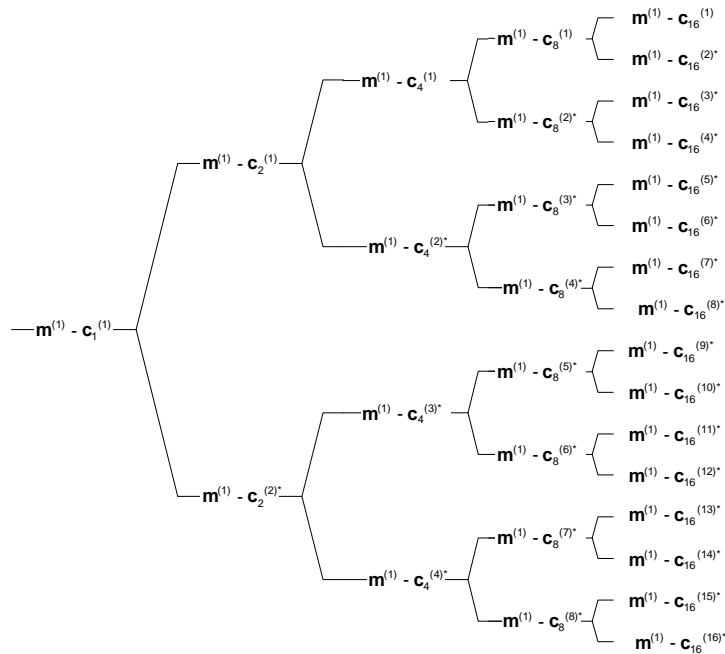 m⁽¹⁾ - c₁₆⁽¹⁾
m⁽¹⁾ - c₈⁽¹⁾
m⁽¹⁾ - c₁₆⁽²⁾*
m⁽¹⁾ - c₄⁽¹⁾
m⁽¹⁾ - c₁₆⁽³⁾*
m⁽¹⁾ - c₈⁽²⁾*
m⁽¹⁾ - c₁₆⁽⁴⁾*
m⁽¹⁾ - c₂⁽¹⁾
m⁽¹⁾ - c₁₆⁽⁵⁾*
m⁽¹⁾ - c₈⁽³⁾*
m⁽¹⁾ - c₁₆⁽⁶⁾*
m⁽¹⁾ - c₄⁽²⁾*
m⁽¹⁾ - c₁₆⁽⁷⁾*
m⁽¹⁾ - c₈⁽⁴⁾*
m⁽¹⁾ - c₁₆⁽⁸⁾*
m⁽¹⁾ - c₁⁽¹⁾
m⁽¹⁾ - c₁₆⁽⁹⁾*
m⁽¹⁾ - c₈⁽⁵⁾*
m⁽¹⁾ - c₁₆⁽¹⁰⁾*
m⁽¹⁾ - c₄⁽³⁾*
m⁽¹⁾ - c₁₆⁽¹¹⁾*
m⁽¹⁾ - c₈⁽⁶⁾*
m⁽¹⁾ - c₁₆⁽¹²⁾*
m⁽¹⁾ - c₂⁽²⁾*
m⁽¹⁾ - c₁₆⁽¹³⁾*
m⁽¹⁾ - c₈⁽⁷⁾*
m⁽¹⁾ - c₁₆⁽¹⁴⁾*
m⁽¹⁾ - c₄⁽⁴⁾*
m⁽¹⁾ - c₁₆⁽¹⁵⁾*
m⁽¹⁾ - c₈⁽⁸⁾*
m⁽¹⁾ - c₁₆⁽¹⁶⁾*